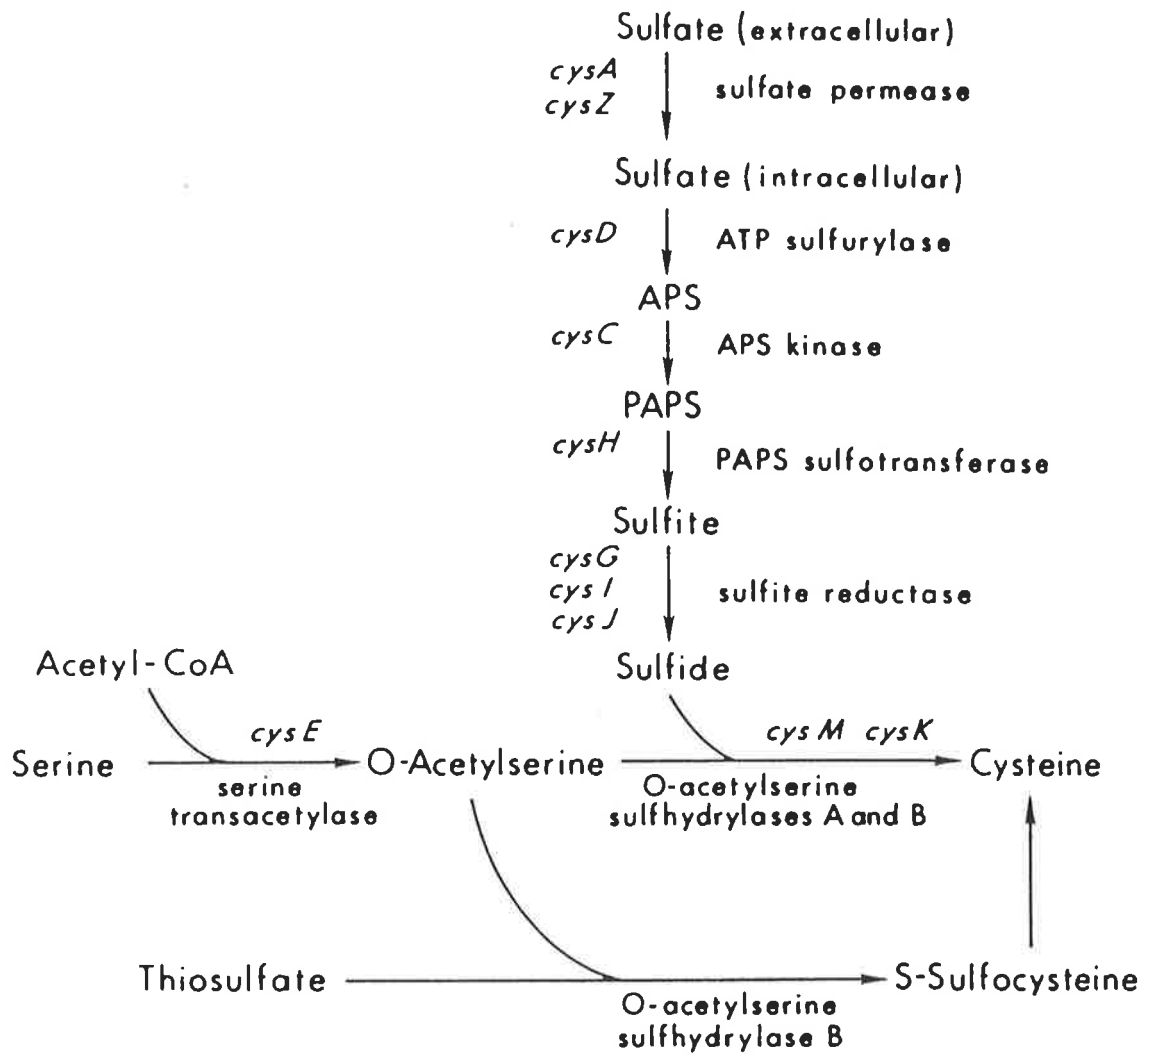 Sulfate (extracellular)
cysA
cysZ
sulfate permease
Sulfate (intracellular)
cysD
ATP sulfurylase
APS
cysC
APS kinase
PAPS
cysH
PAPS sulfotransferase
Sulfite
cysG
cysI
cysJ
sulfite reductase
Acetyl-CoA
Sulfide
cysE
cysM cysK
Serine
O-Acetylserine
Cysteine
serine
transacetylase
O-acetylserine
sulfhydrylases A and B
Thiosulfate
S-Sulfocysteine
O-acetylserine
sulfhydrylase B